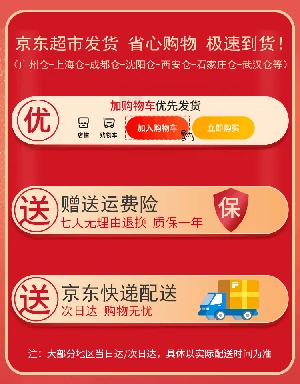 京东超市发货 省心购物 极速到货！
（广州仓-上海仓-成都仓-沈阳仓-西安仓-石家庄仓-武汉仓等）
优
加购物车优先发货
店铺 购物车 加入购物车 立即购买
送
赠送运费险
七天无理由退换 质保一年
保
送
京东快递配送
次日达 购物无忧
注：大部分地区当日达/次日达，具体以实际配送时间为准